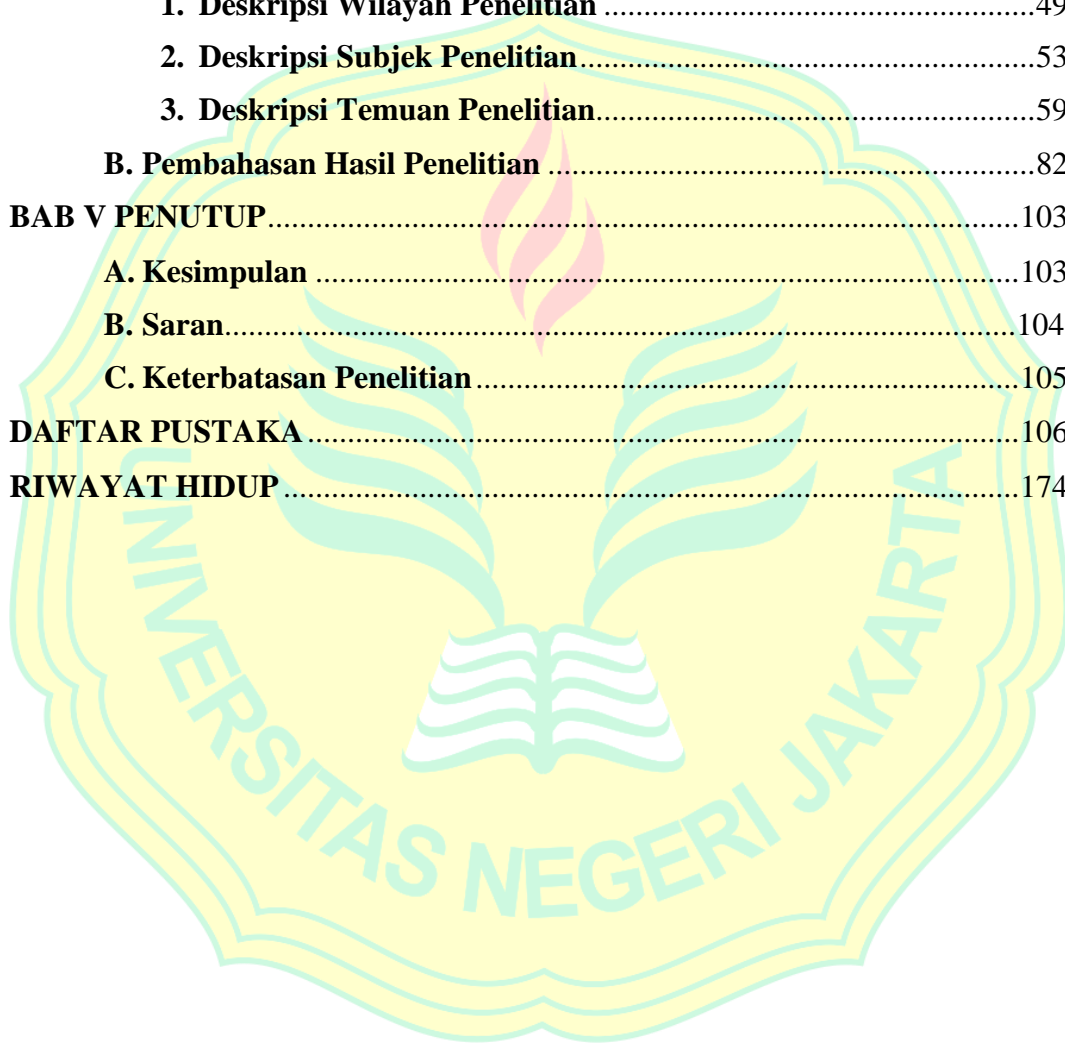 1. Deskripsi Wilayah Penelitian ........................................................49
2. Deskripsi Subjek Penelitian...........................................................53
3. Deskripsi Temuan Penelitian.........................................................59
B. Pembahasan Hasil Penelitian ...............................................................82
BAB V PENUTUP...................................................................................................103
A. Kesimpulan ............................................................................................103
B. Saran.......................................................................................................104
C. Keterbatasan Penelitian.......................................................................105
DAFTAR PUSTAKA.............................................................................................106
RIWAYAT HIDUP ................................................................................................174
UNIVERSITAS NEGERI JAKARTA